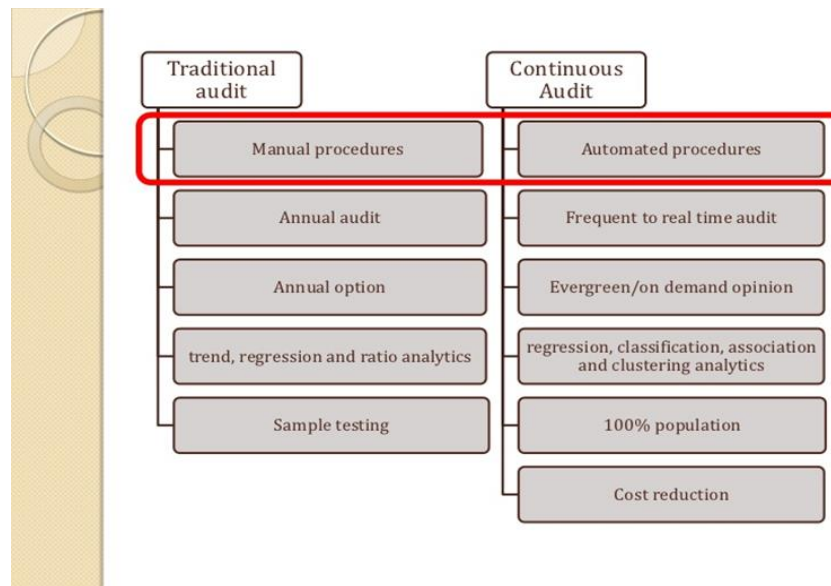 Traditional
audit
Manual procedures
Annual audit
Annual option
trend, regression and ratio analytics
Sample testing
Continuous
Audit
Automated procedures
Frequent to real time audit
Evergreen/on demand opinion
regression, classification, association
and clustering analytics
100% population
Cost reduction